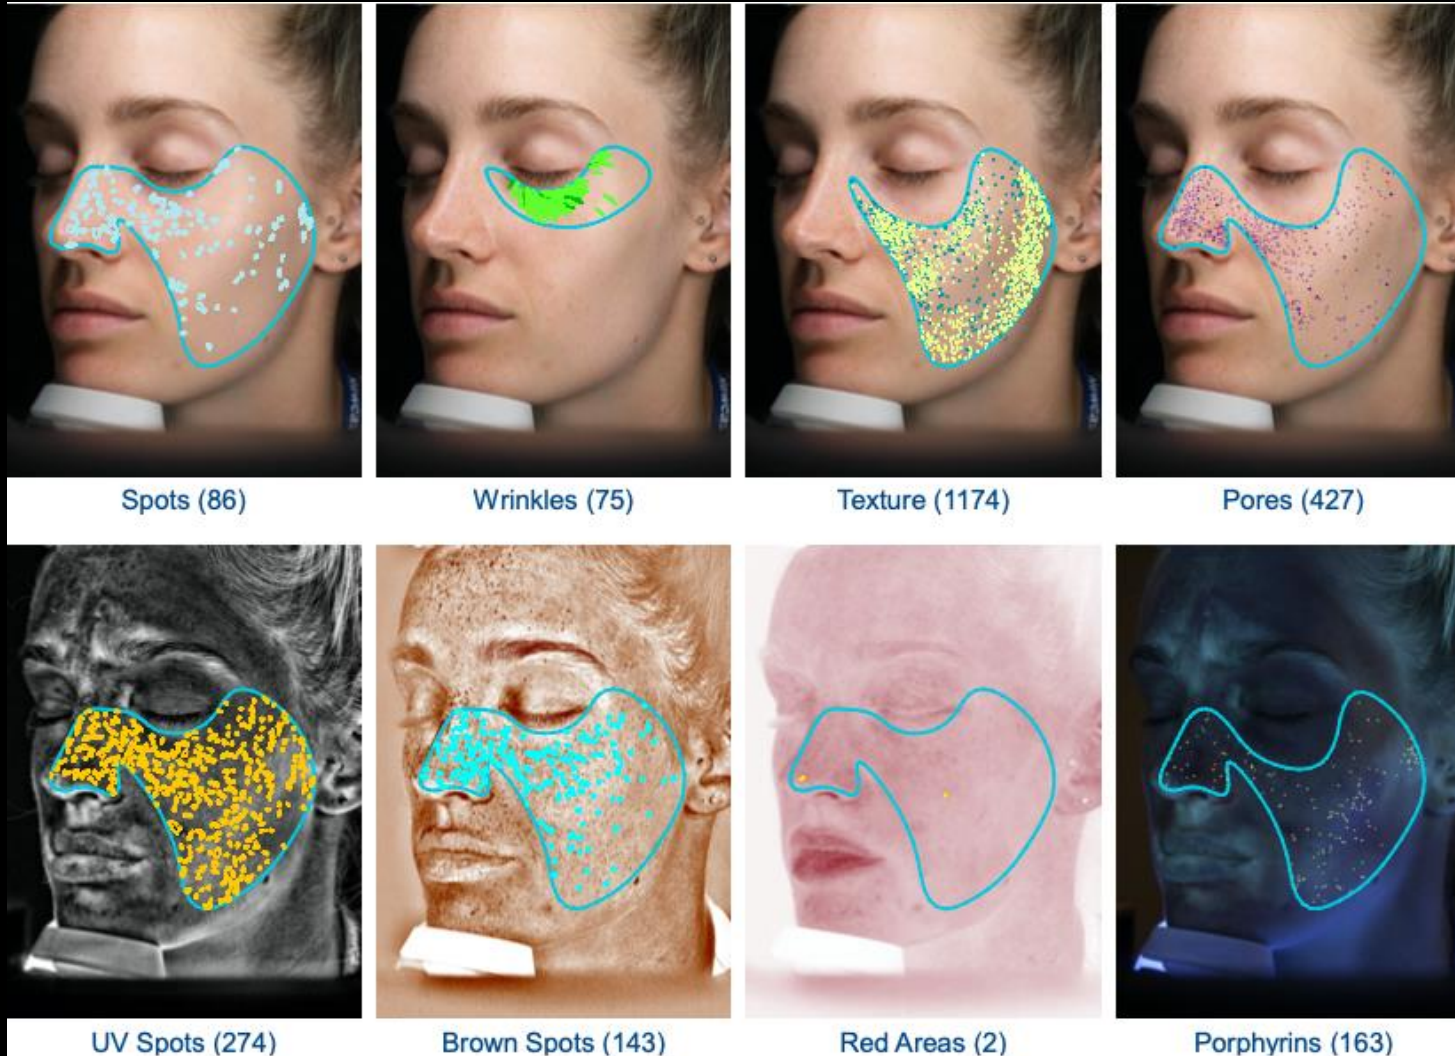 Spots (86)
Wrinkles (75)
Texture (1174)
Pores (427)
UV Spots (274)
Brown Spots (143)
Red Areas (2)
Porphyrins (163)